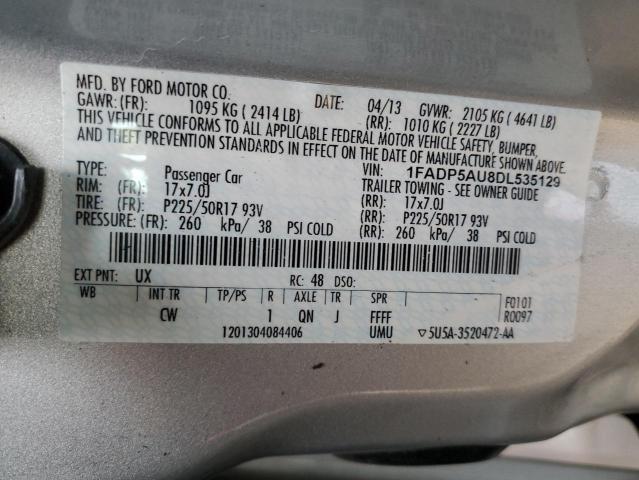 MFD. BY FORD MOTOR CO.
DATE: 04/13 GVWR: 2105 KG ( 4641 LB)
GAWR: (FR): 1095 KG ( 2414 LB) (RR): 1010 KG ( 2227 LB)
THIS VEHICLE CONFORMS TO ALL APPLICABLE FEDERAL MOTOR VEHICLE SAFETY, BUMPER,
AND THEFT PREVENTION STANDARDS IN EFFECT ON THE DATE OF MANUFACTURE SHOWN ABOVE.
VIN: 1FADP5AU8DL535129
TYPE: Passenger Car TRAILER TOWING - SEE OWNER GUIDE
RIM: (FR): 17x7.0J (RR): 17x7.0J
TIRE: (FR): P225/50R17 93V (RR): P225/50R17 93V
PRESSURE: (FR): 260 kPa/ 38 PSI COLD (RR): 260 kPa/ 38 PSI COLD
EXT PNT: UX RC: 48 DSO:
WB INT TR TP/PS R AXLE TR SPR F0101
CW 1 QN J FFFF R0097
1201304084406 UMU ▽5U5A-3520472-AA